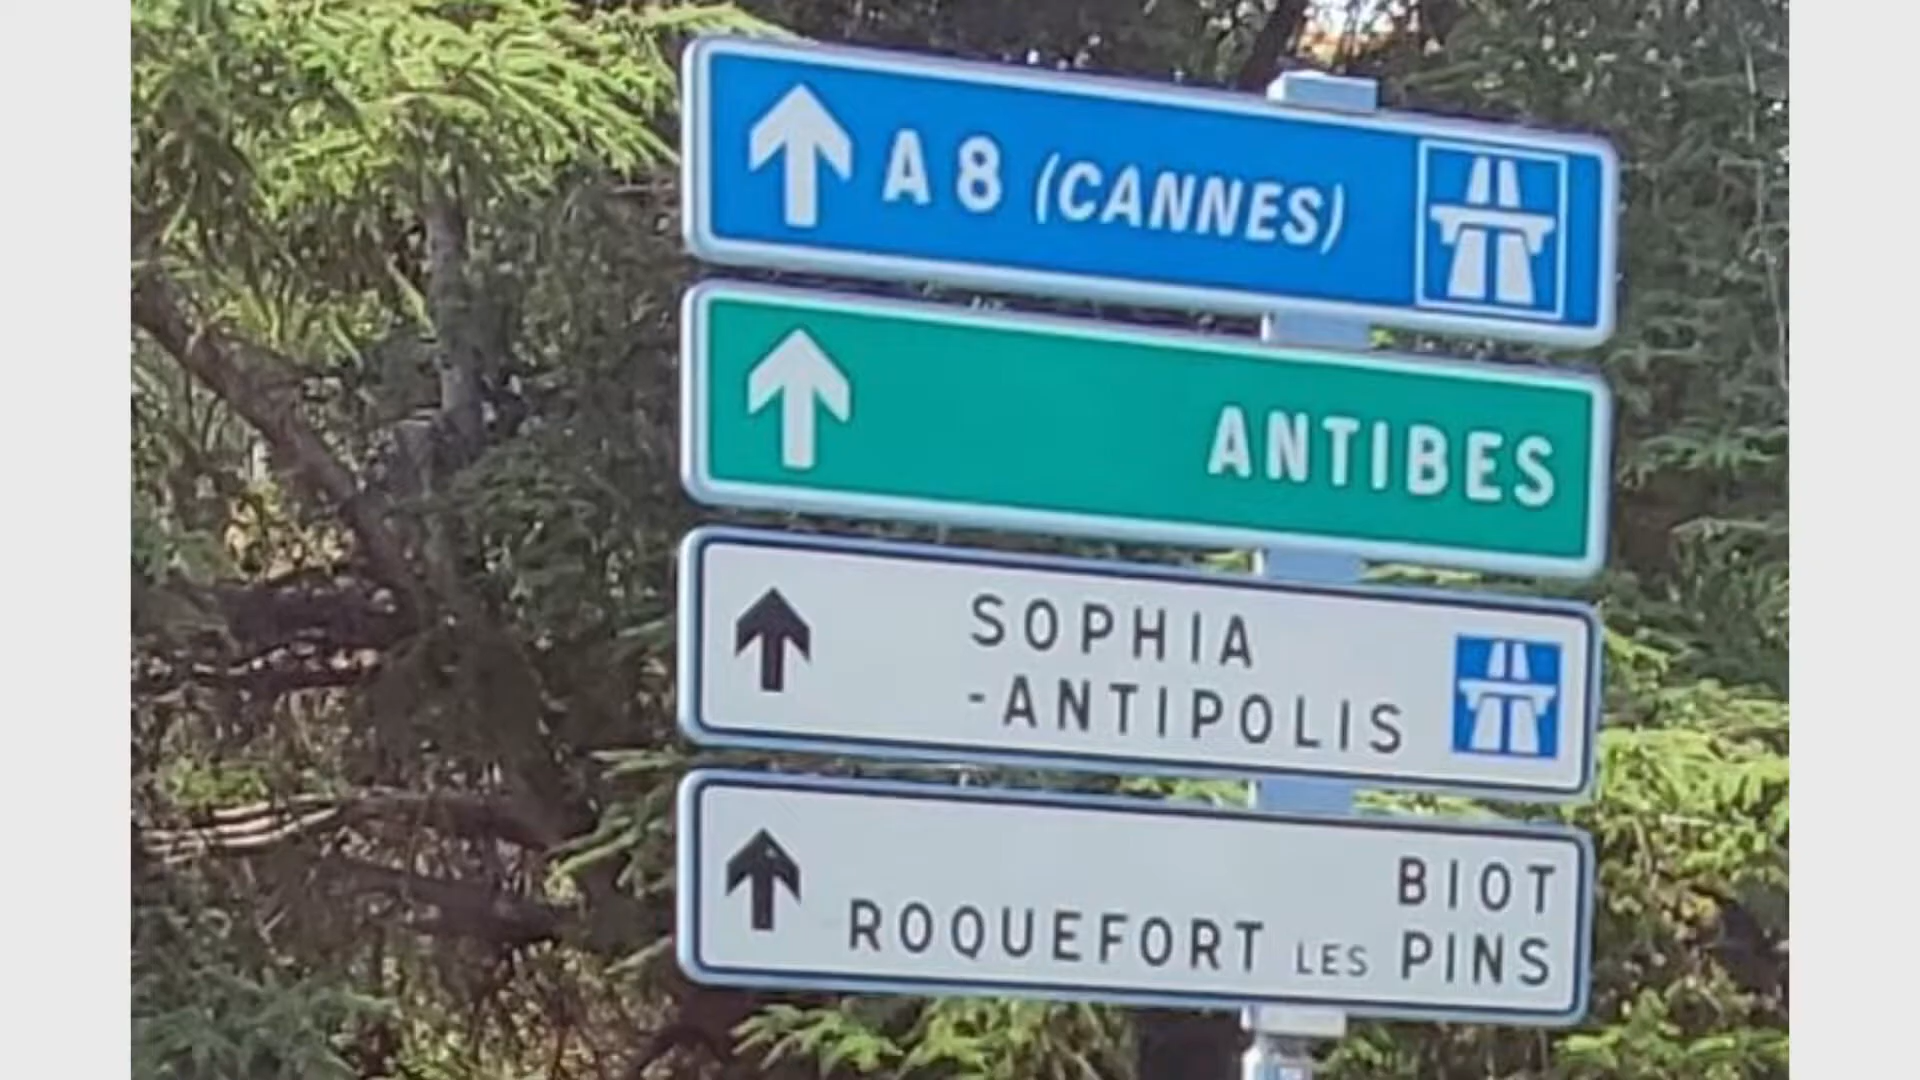 A 8 (CANNES)
ANTIBES
SOPHIA
-ANTIPOLIS
BIOT
ROQUEFORT LES PINS